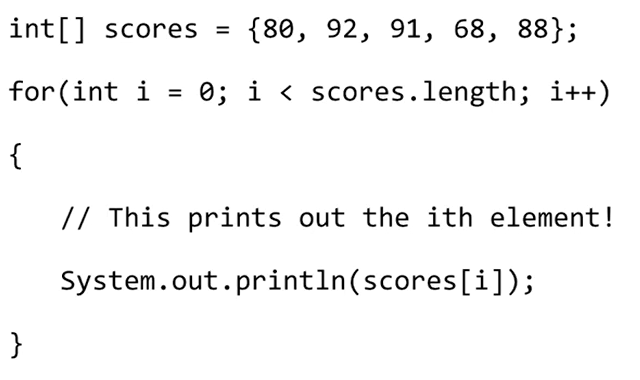 int[] scores = {80, 92, 91, 68, 88};
for(int i = 0; i < scores.length; i++)
{
// This prints out the ith element!
System.out.println(scores[i]);
}